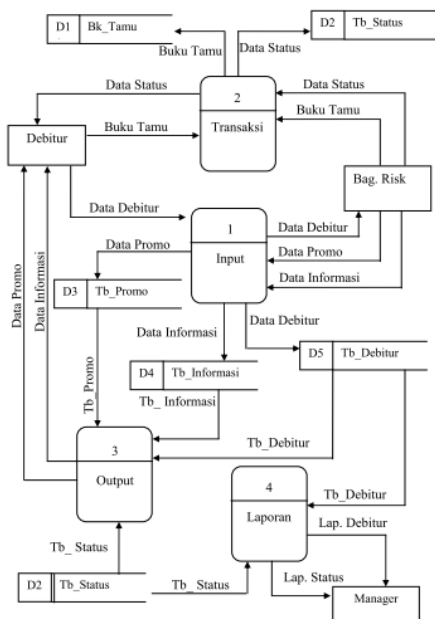 D1 Bk_Tamu
D2 Tb_Status
Buku Tamu
Data Status
Data Status
2
Transaksi
Data Status
Buku Tamu
Debitur
Buku Tamu
Bag. Risk
Data Debitur
1
Input
Data Debitur
Data Promo
Data Promo
Data Informasi
D3 Tb_Promo
Data Promo
Data Informasi
Data Informasi
Data Debitur
D4 Tb_Informasi
D5 Tb_Debitur
Tb_Promo
Tb_ Informasi
3
Output
Tb_Debitur
4
Laporan
Tb_Debitur
Lap. Debitur
Tb_ Status
D2 Tb_Status
Tb_ Status
Lap. Status
Manager